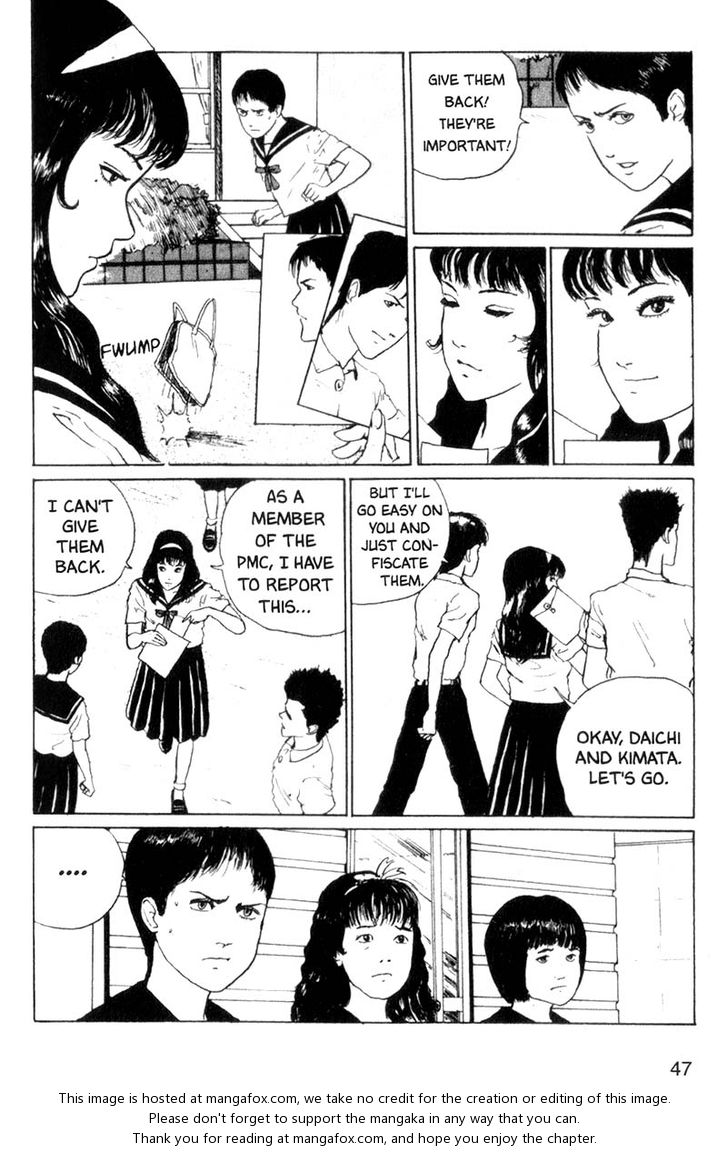 GIVE THEM
BACK!
THEY'RE
IMPORTANT!
FWUMP
I CAN'T
GIVE
THEM
BACK.
AS A
MEMBER
OF THE
PMC, I HAVE
TO REPORT
THIS...
BUT I'LL
GO EASY ON
YOU AND
JUST CON-
FISCATE
THEM.
OKAY, DAICHI
AND KIMATA.
LET'S GO.
....
47
This image is hosted at mangafox.com, we take no credit for the creation or editing of this image.
Please don't forget to support the mangaka in any way that you can.
Thank you for reading at mangafox.com, and hope you enjoy the chapter.